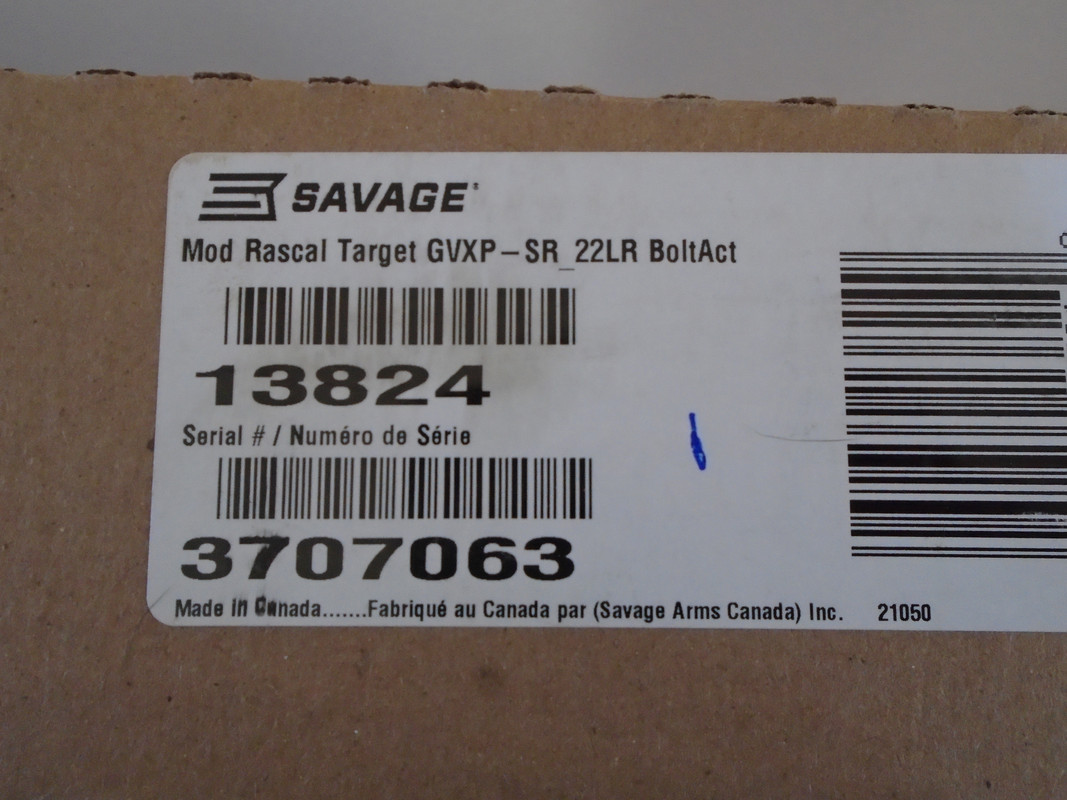 SAVAGE
Mod Rascal Target GVXP-SR_22LR BoltAct
13824
Serial # / Numéro de Série
3707063
Made in Canada.......Fabriqué au Canada par (Savage Arms Canada) Inc. 21050